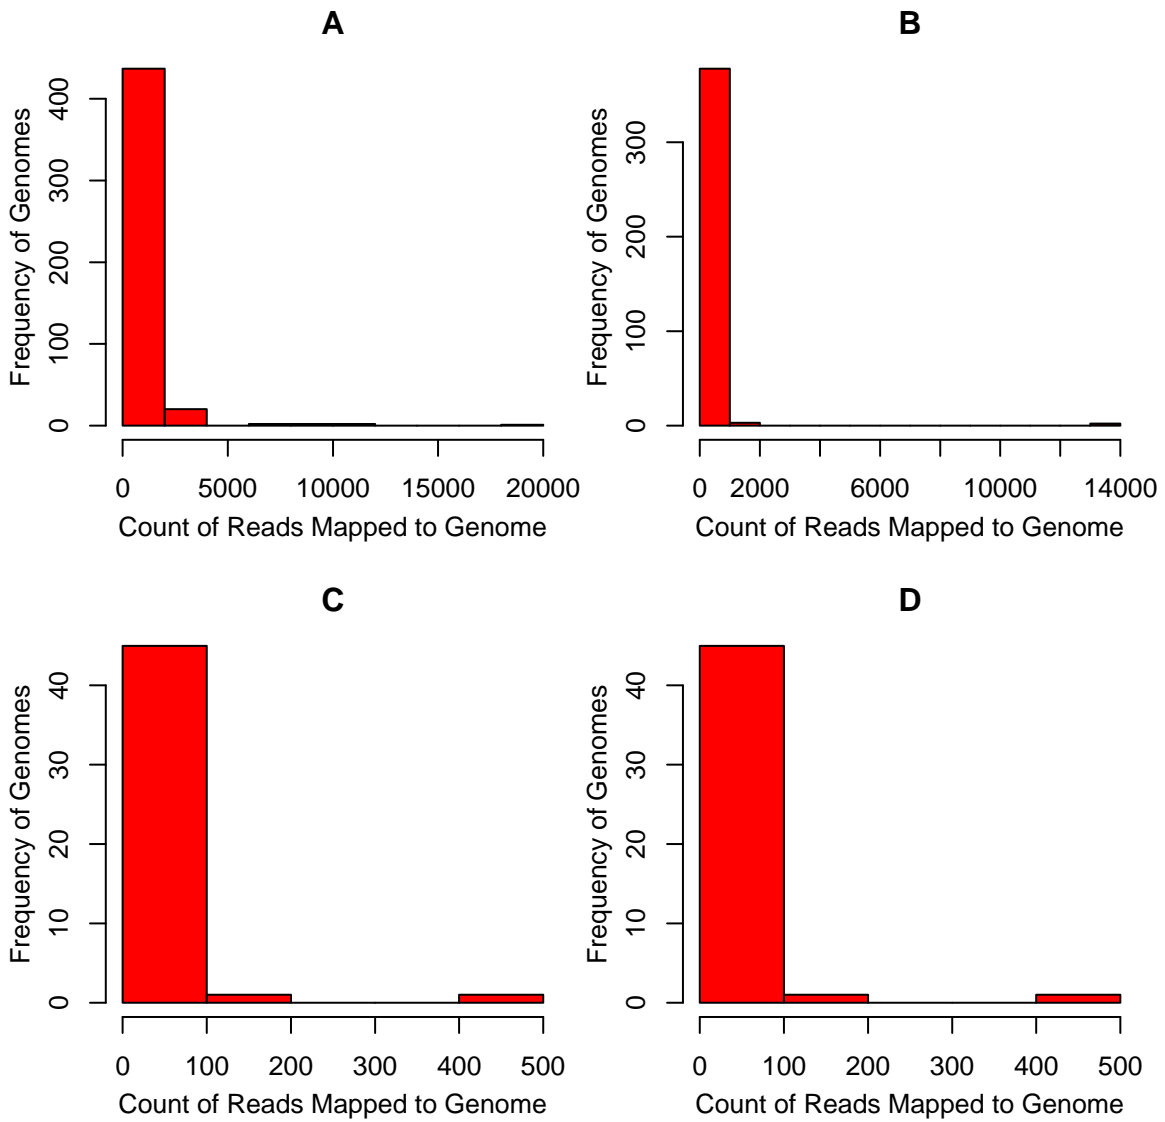 A
Frequency of Genomes
0 100 200 300 400
0 5000 10000 15000 20000
Count of Reads Mapped to Genome
B
Frequency of Genomes
0 100 200 300
0 2000 6000 10000 14000
Count of Reads Mapped to Genome
C
Frequency of Genomes
0 10 20 30 40
0 100 200 300 400 500
Count of Reads Mapped to Genome
D
Frequency of Genomes
0 10 20 30 40
0 100 200 300 400 500
Count of Reads Mapped to Genome